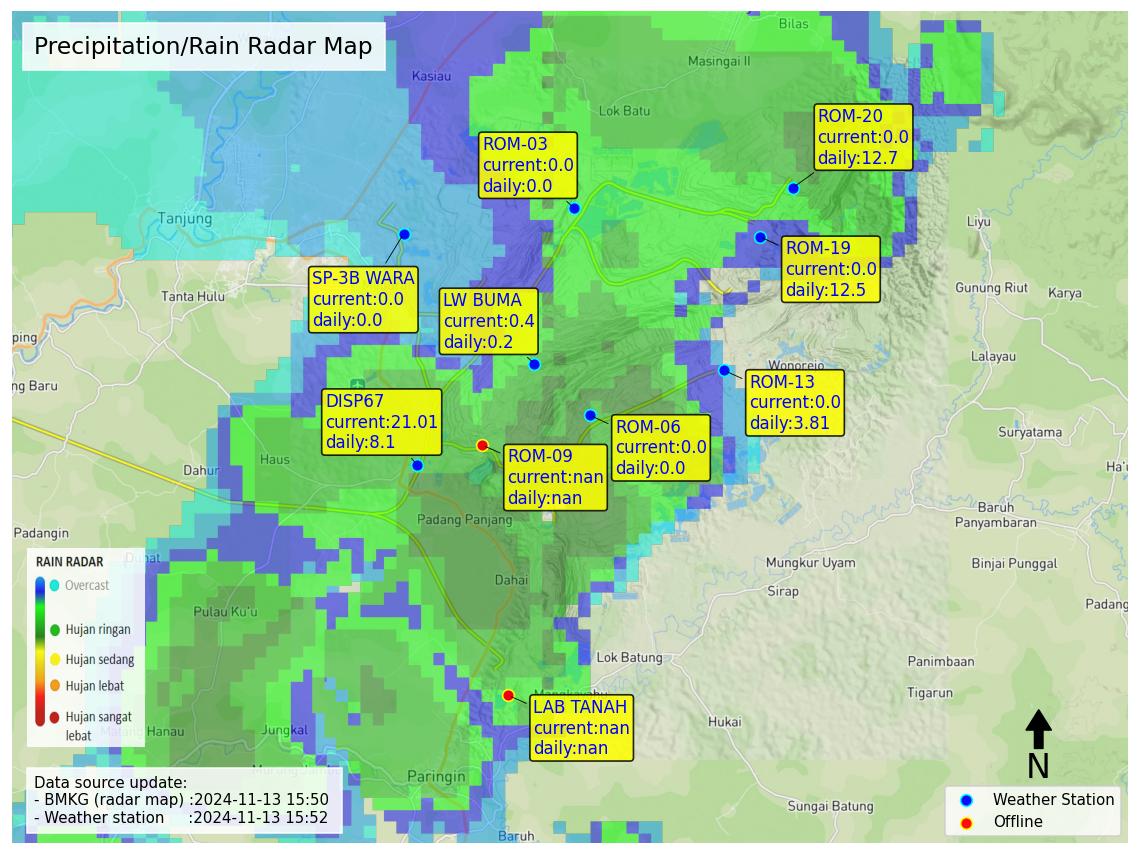 Precipitation/Rain Radar Map
Bilas
Masingai II
Kasiau
Lok Batu
ROM-20
current:0.0
daily:12.7
ROM-03
current:0.0
daily:0.0
Tanjung
Liyu
ROM-19
current:0.0
daily:12.5
SP-3B WARA
current:0.0
daily:0.0
Tanta Hulu
LW BUMA
current:0.4
daily:0.2
Gunung Riut
Karya
ping
Lalayau
Wonorejo
ng Baru
ROM-13
current:0.0
daily:3.81
DISP67
current:21.01
daily:8.1
ROM-06
current:0.0
daily:0.0
Suryatama
Haus
ROM-09
current:nan
daily:nan
Dahur
Ha'u
Baruh
Panyambaran
Padang Panjang
Padangin
Mungkur Uyam
Binjai Punggal
Dahai
Sirap
Padang
RAIN RADAR
Overcast
Hujan ringan
Hujan sedang
Hujan lebat
Hujan sangat
lebat
Pulau Ku'u
Lok Batung
Panimbaan
Tigarun
LAB TANAH
current:nan
daily:nan
Hukai
Jungkal
Hanau
Paringin
Sungai Batung
Baruh
Data source update:
- BMKG (radar map) :2024-11-13 15:50
- Weather station :2024-11-13 15:52
N
Weather Station
Offline